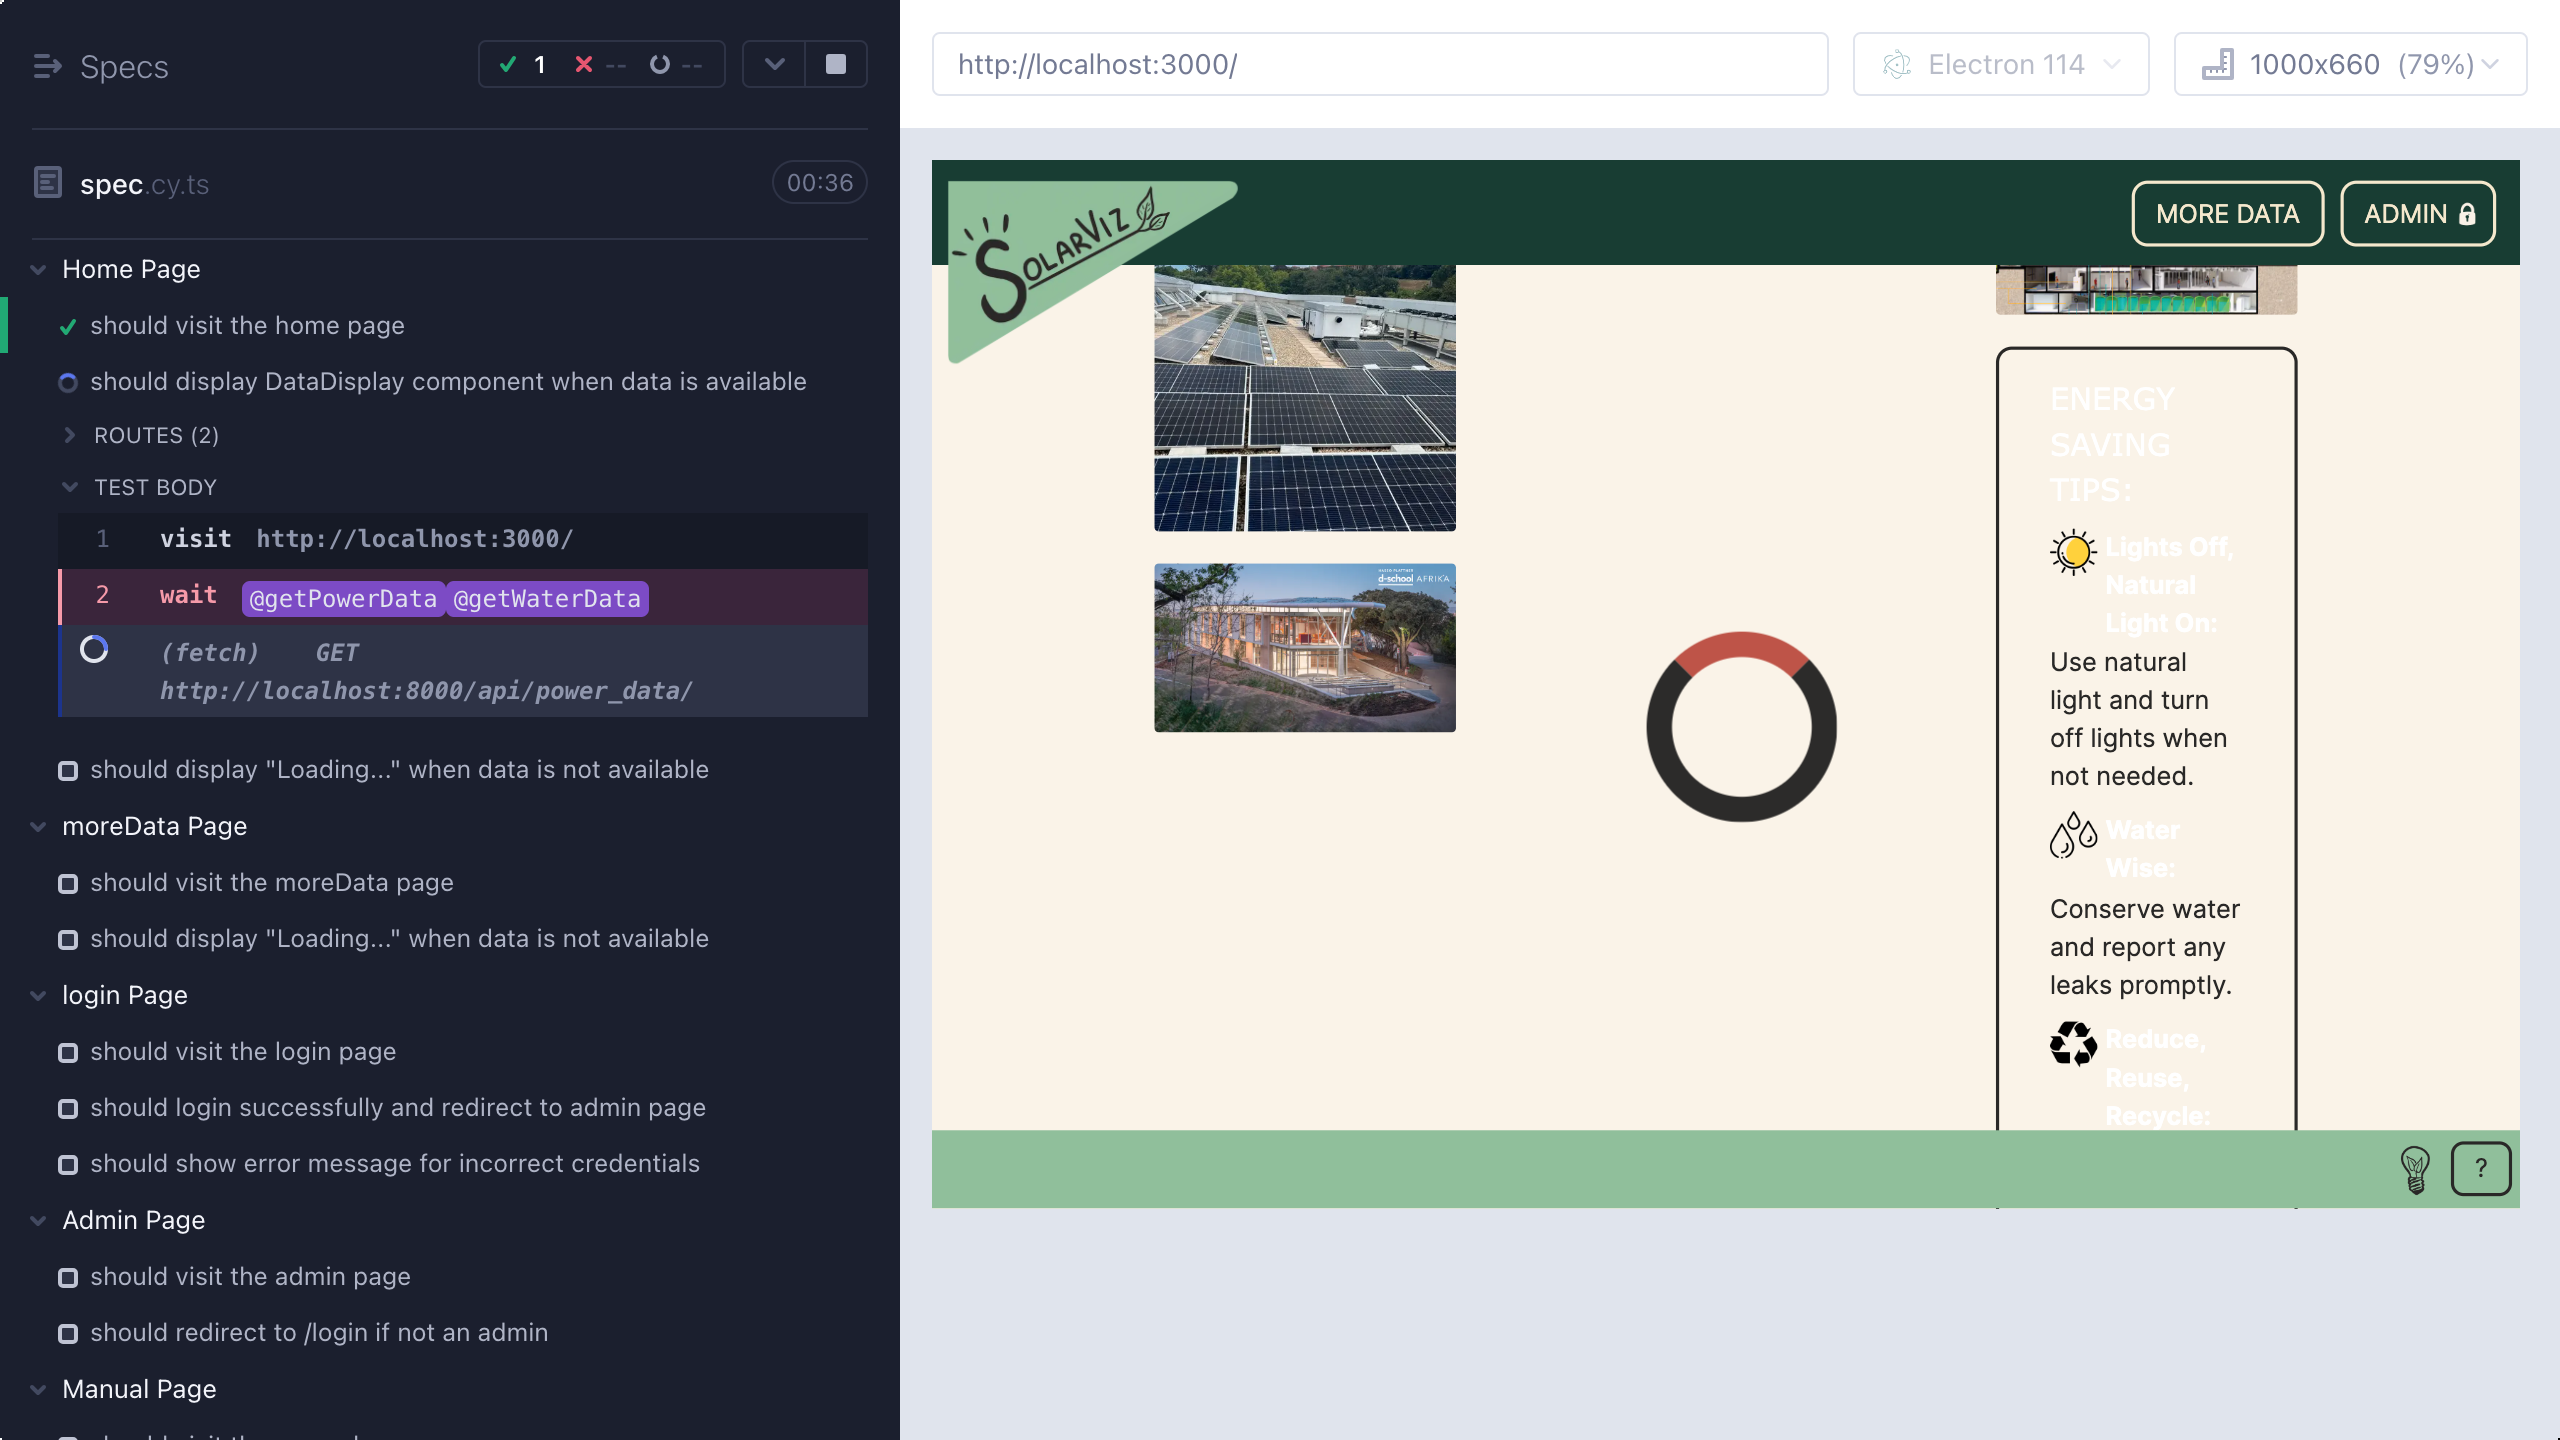 Specs
1 -- --
spec.cy.ts
00:36
Home Page
should visit the home page
should display DataDisplay component when data is available
ROUTES (2)
TEST BODY
1 visit http://localhost:3000/
2 wait @getPowerData @getWaterData
(fetch) GET
http://localhost:8000/api/power_data/
should display "Loading..." when data is not available
moreData Page
should visit the moreData page
should display "Loading..." when data is not available
login Page
should visit the login page
should login successfully and redirect to admin page
should show error message for incorrect credentials
Admin Page
should visit the admin page
should redirect to /login if not an admin
Manual Page
http://localhost:3000/
Electron 114
1000x660 (79%)
SOLARVIZ
MORE DATA
ADMIN
d-school AFRIKA
ENERGY
SAVING
TIPS:
Lights Off,
Natural
Light On:
Use natural
light and turn
off lights when
not needed.
Water
Wise:
Conserve water
and report any
leaks promptly.
Reduce,
Reuse,
Recycle:
?